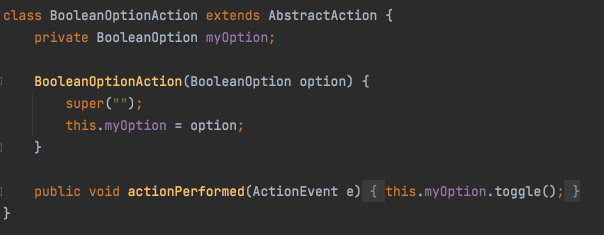 class BooleanOptionAction extends AbstractAction {
    private BooleanOption myOption;

    BooleanOptionAction(BooleanOption option) {
        super("");
        this.myOption = option;
    }

    public void actionPerformed(ActionEvent e) { this.myOption.toggle(); }
}